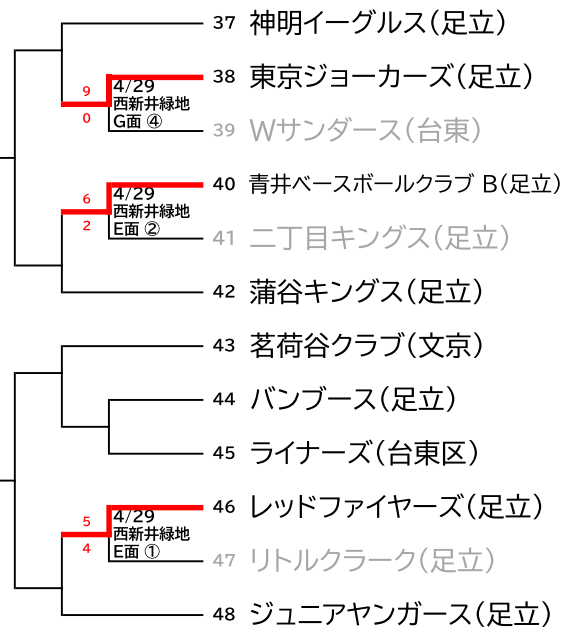 37 神明イーグルス(足立)
38 東京ジョーカーズ(足立)
9
0
4/29
西新井緑地
G面 ④
39 Wサンダース(台東)
40 青井ベースボールクラブ B(足立)
6
2
4/29
西新井緑地
E面 ②
41 二丁目キングス(足立)
42 蒲谷キングス(足立)
43 茗荷谷クラブ(文京)
44 バンブース(足立)
45 ライナーズ(台東区)
46 レッドファイヤーズ(足立)
5
4
4/29
西新井緑地
E面 ①
47 リトルクラーク(足立)
48 ジュニアヤンガース(足立)